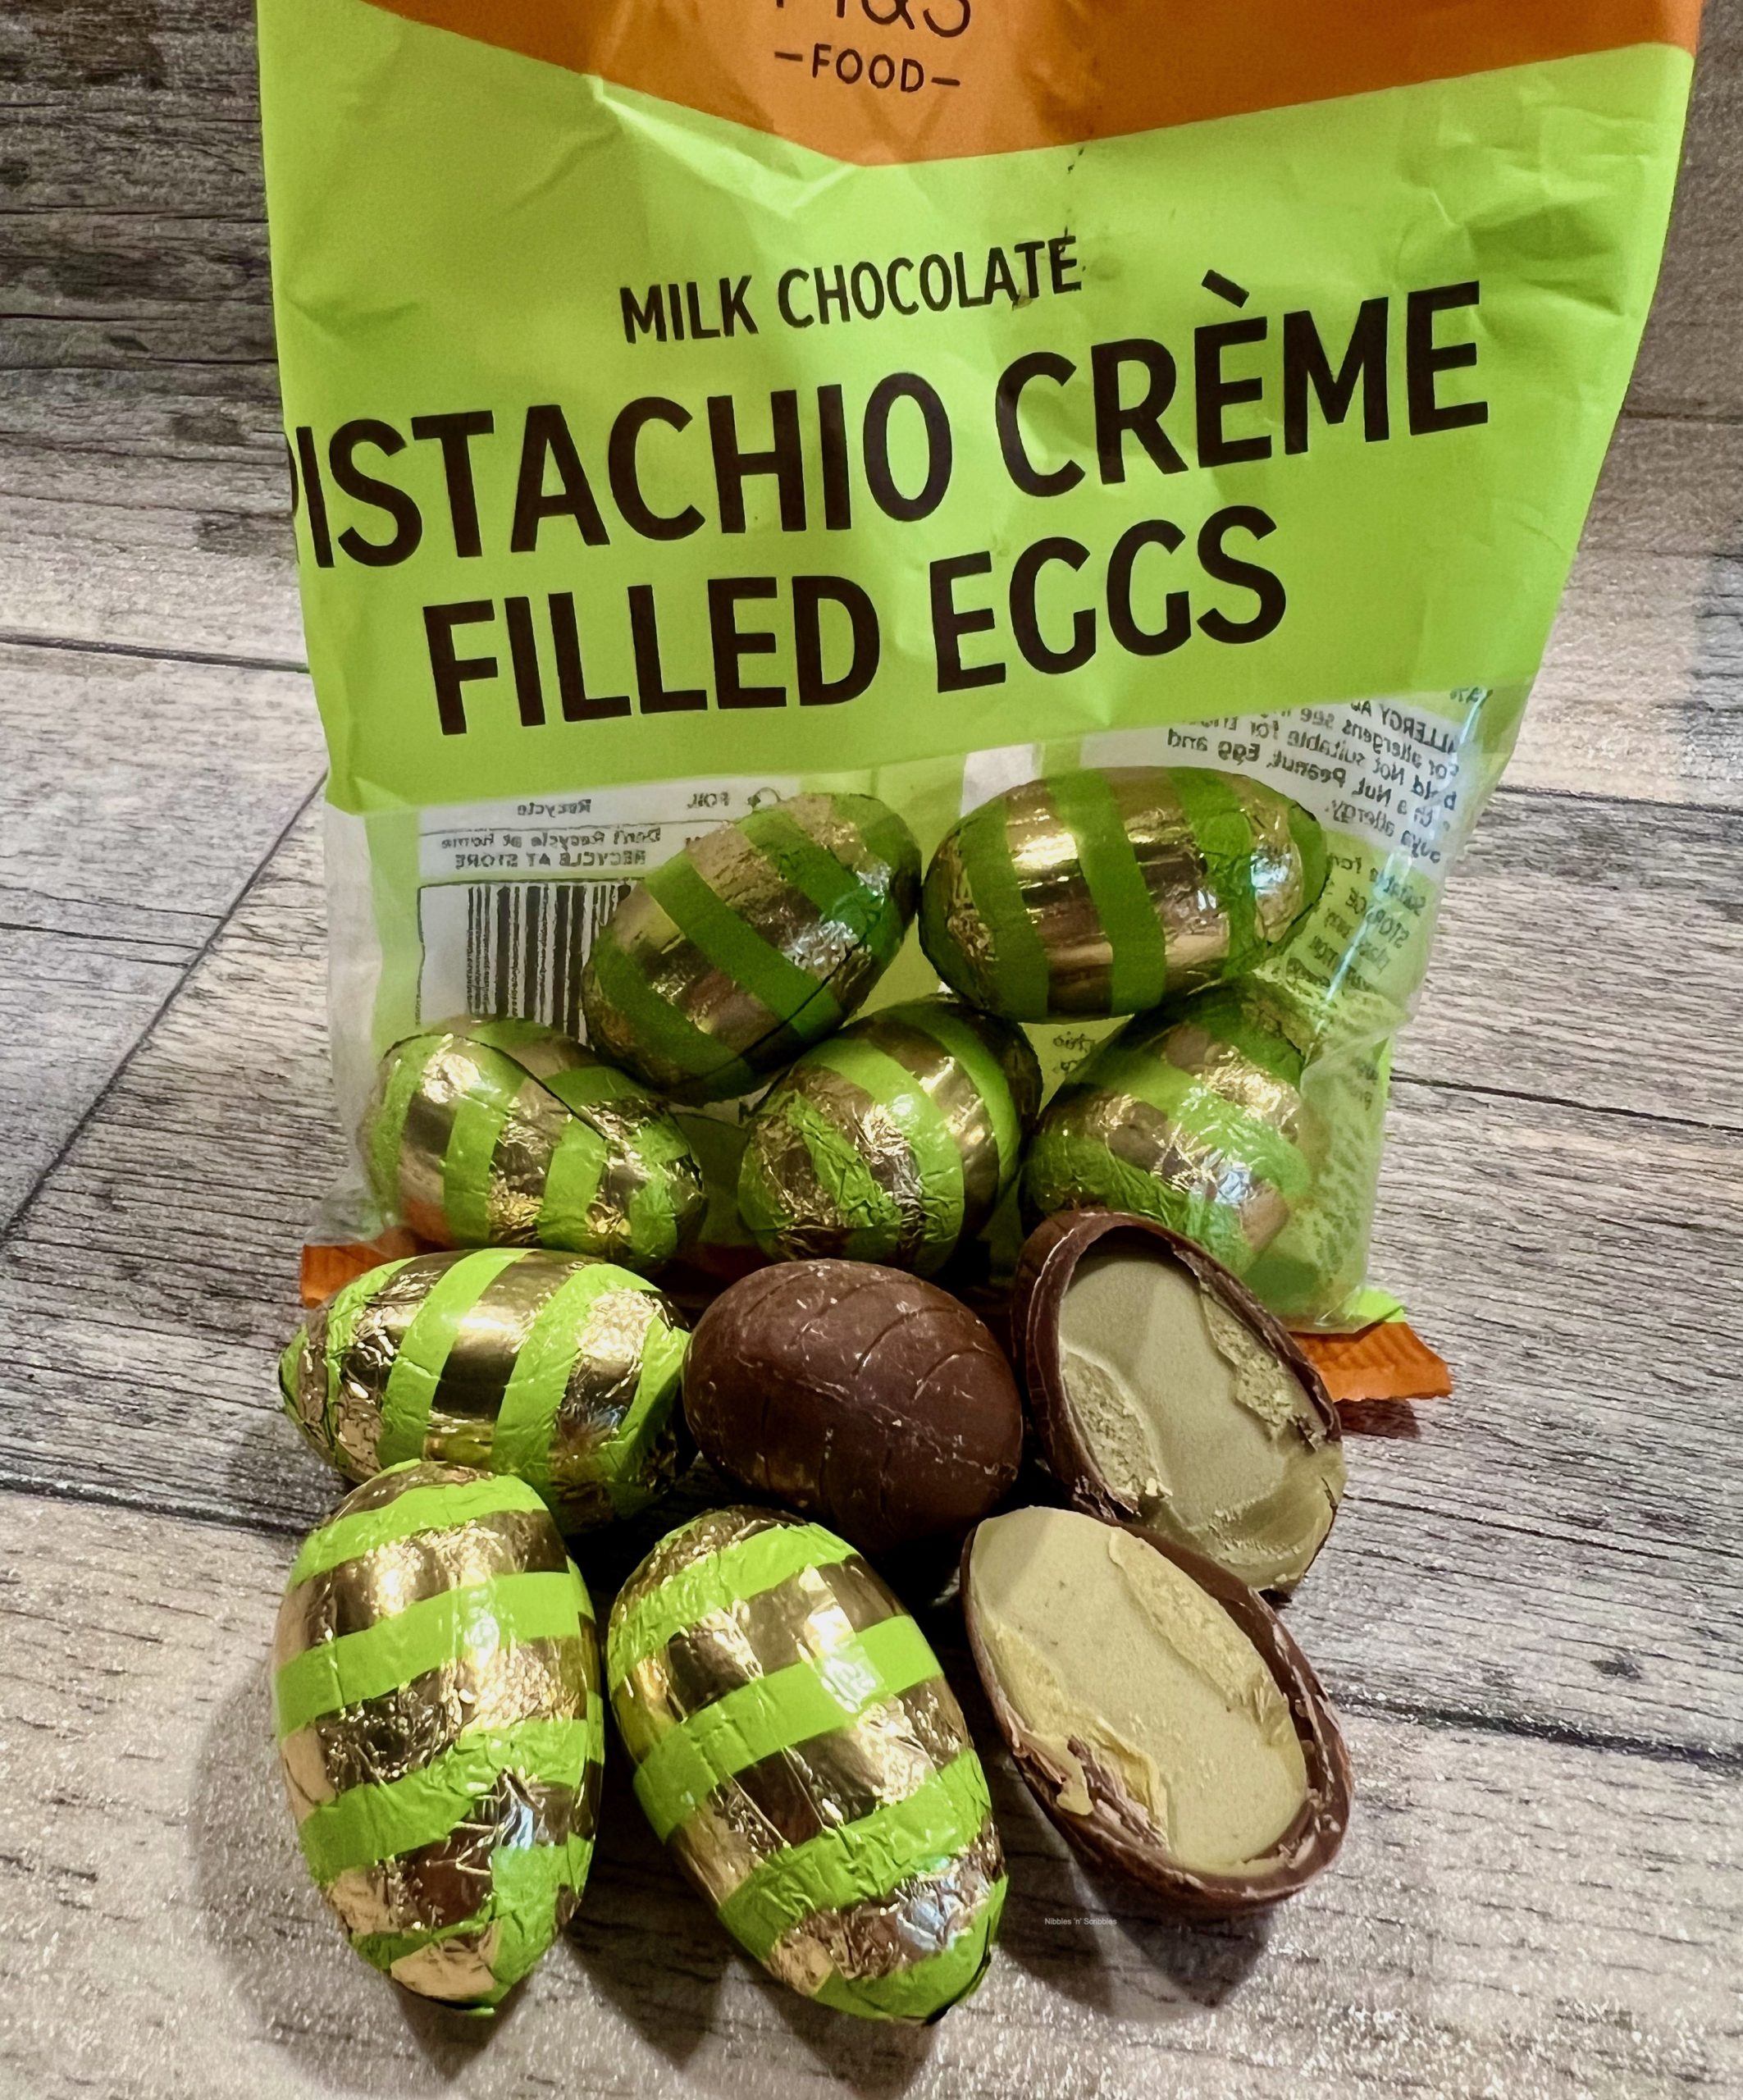 M&S
—FOOD—
MILK CHOCOLATE
PISTACHIO CRÈME
FILLED EGGS
ALLERGY
For allergens see
Not suitable for
Nut, Peanut, Egg and
allergy.
FOIL
Recycle
Don't Recycle at home
RECYCLE AT STORE
Nibbles 'n' Scribbles